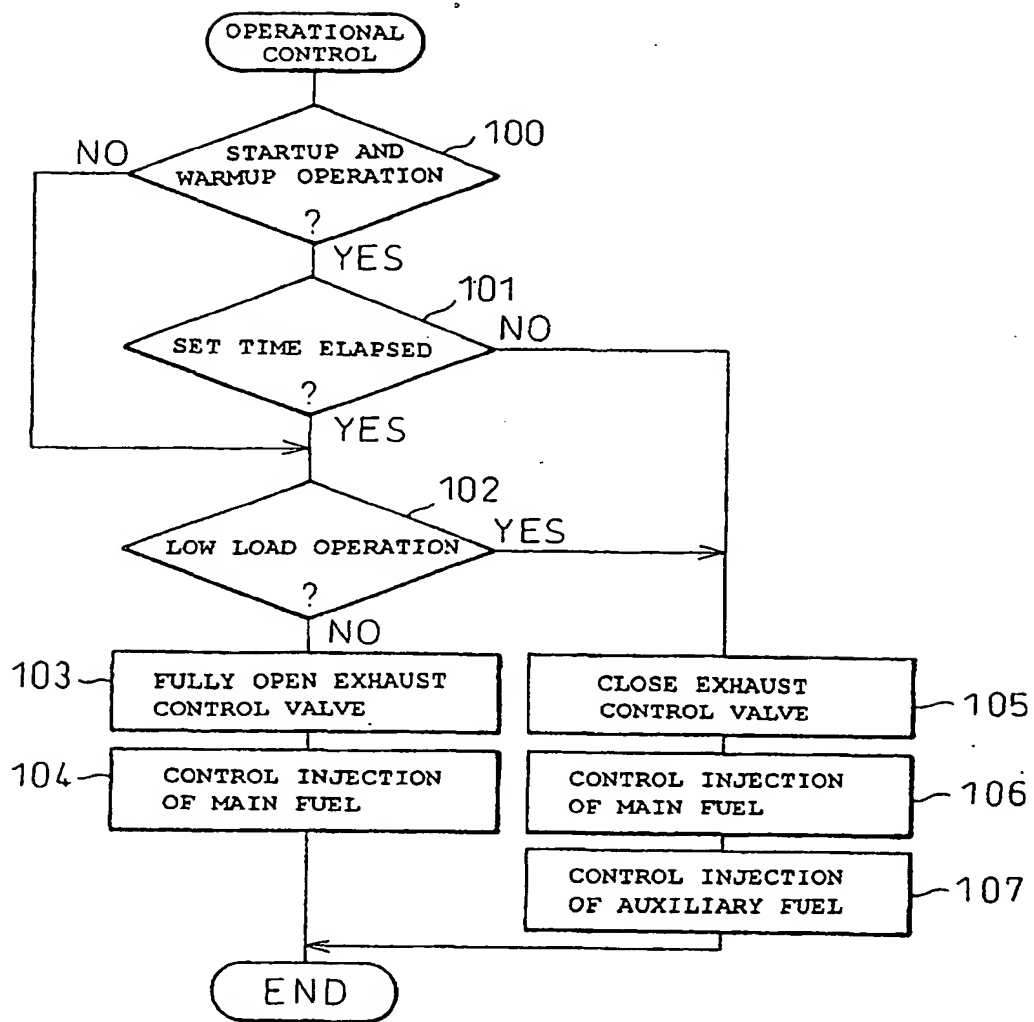 OPERATIONAL
CONTROL
100
NO
STARTUP AND
WARMUP OPERATION
?
YES
101
NO
SET TIME ELAPSED
?
YES
102
YES
LOW LOAD OPERATION
?
NO
103
FULLY OPEN EXHAUST
CONTROL VALVE
CLOSE EXHAUST
CONTROL VALVE
105
104
CONTROL INJECTION
OF MAIN FUEL
CONTROL INJECTION
OF MAIN FUEL
106
CONTROL INJECTION
OF AUXILIARY FUEL
107
END